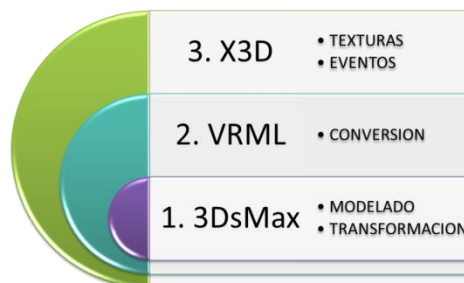 3. X3D
• TEXTURAS
• EVENTOS
2. VRML
• CONVERSION
1. 3DsMax
• MODELADO
• TRANSFORMACION